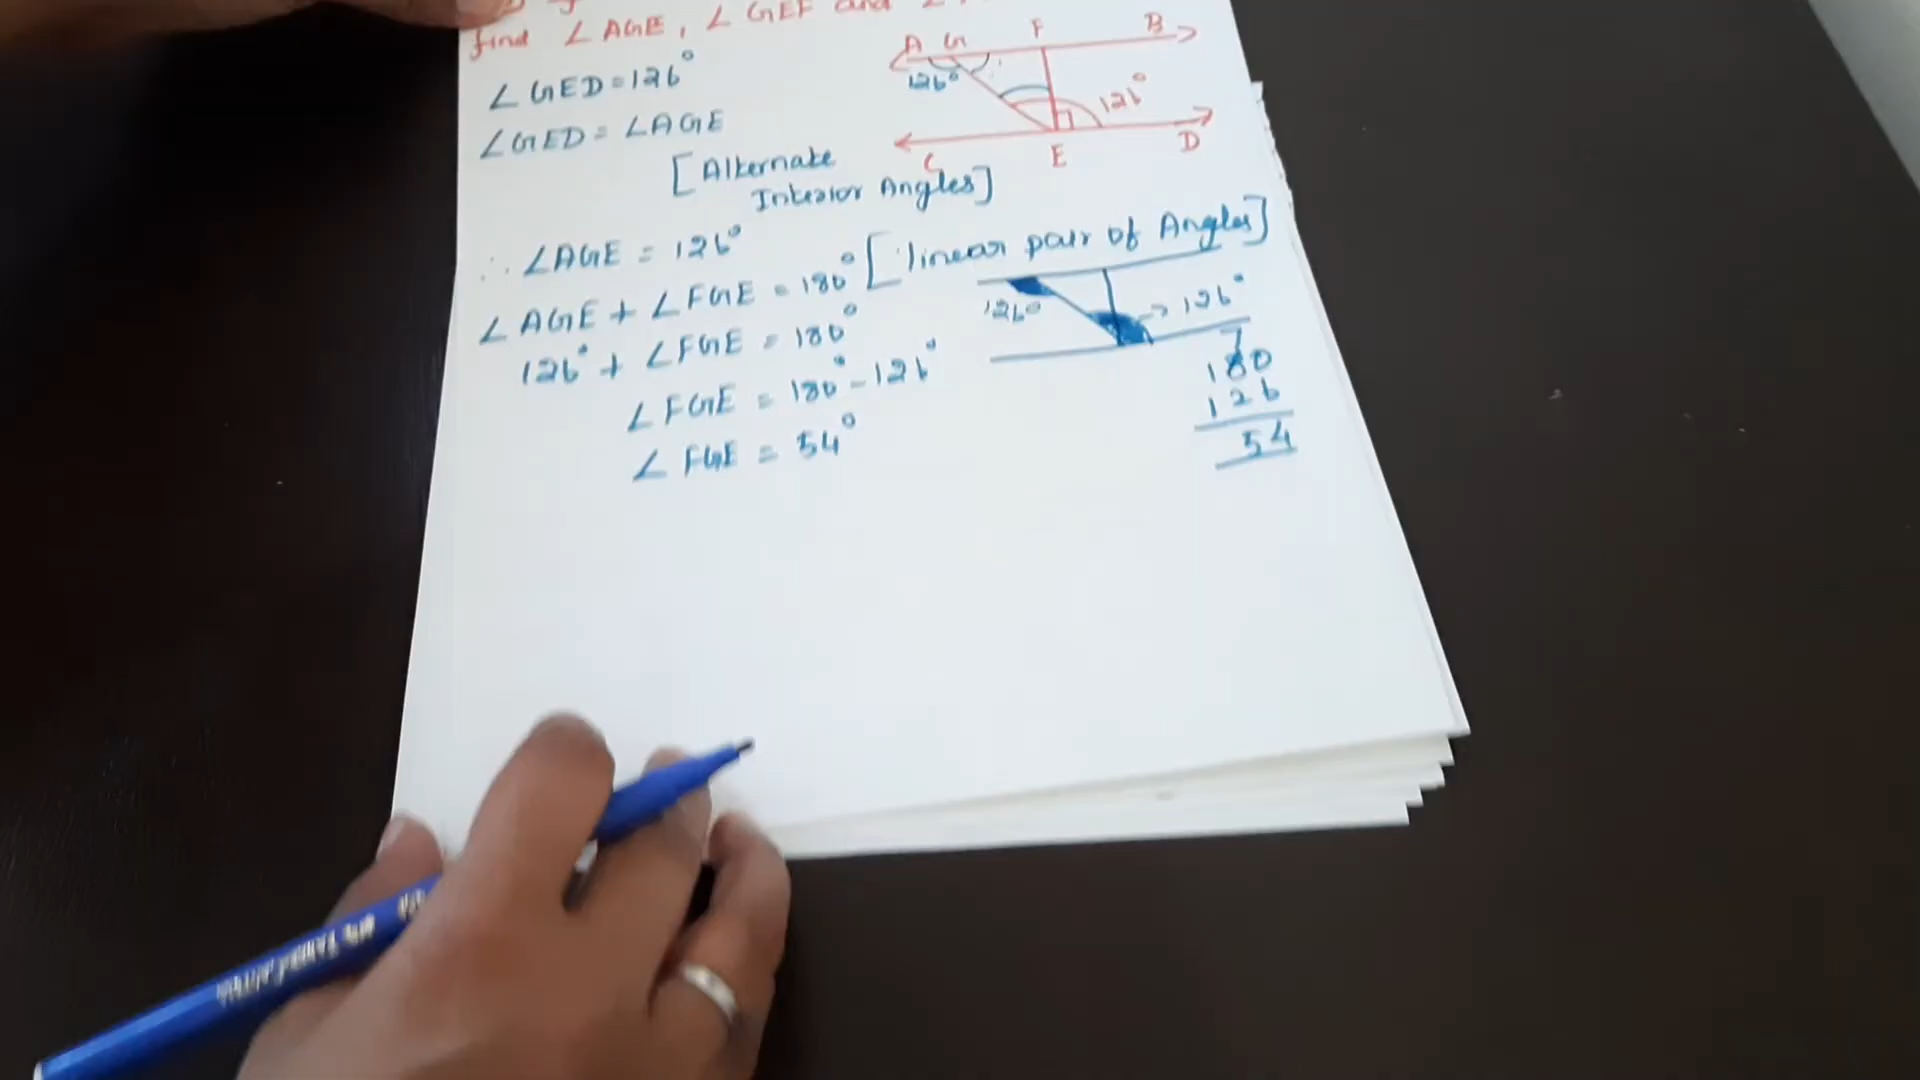 find ∠AGE, ∠GEF and ∠
∠GED = 126°
∠GED = ∠AGE
[Alternate
Interior Angles]
∴ ∠AGE = 126°
∠AGE + ∠FGE = 180° [linear pair of Angles]
126° + ∠FGE = 180°
∠FGE = 180° - 126°
∠FGE = 54°
A G F B
126°
126°
C E D
126°
126°
7
180
126
54